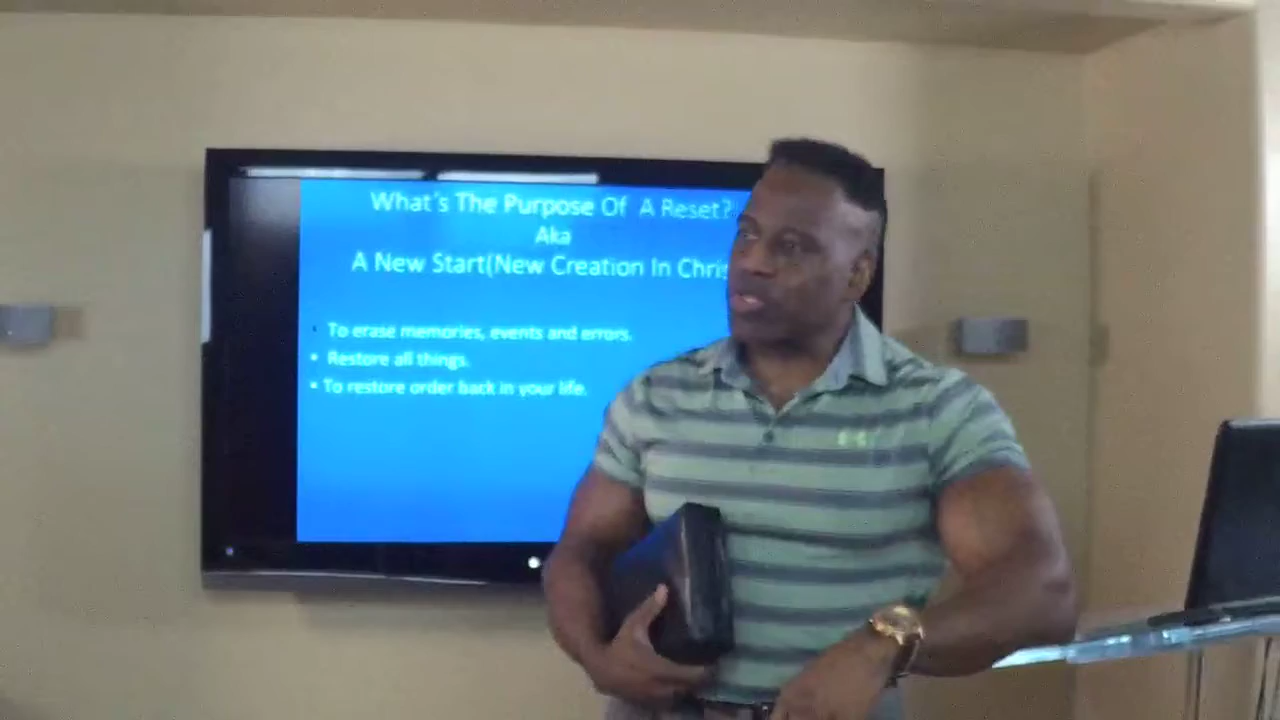 What's The Purpose Of A Reset?
Aka
A New Start(New Creation In Chris
• To erase memories, events and errors.
• Restore all things.
• To restore order back in your life.